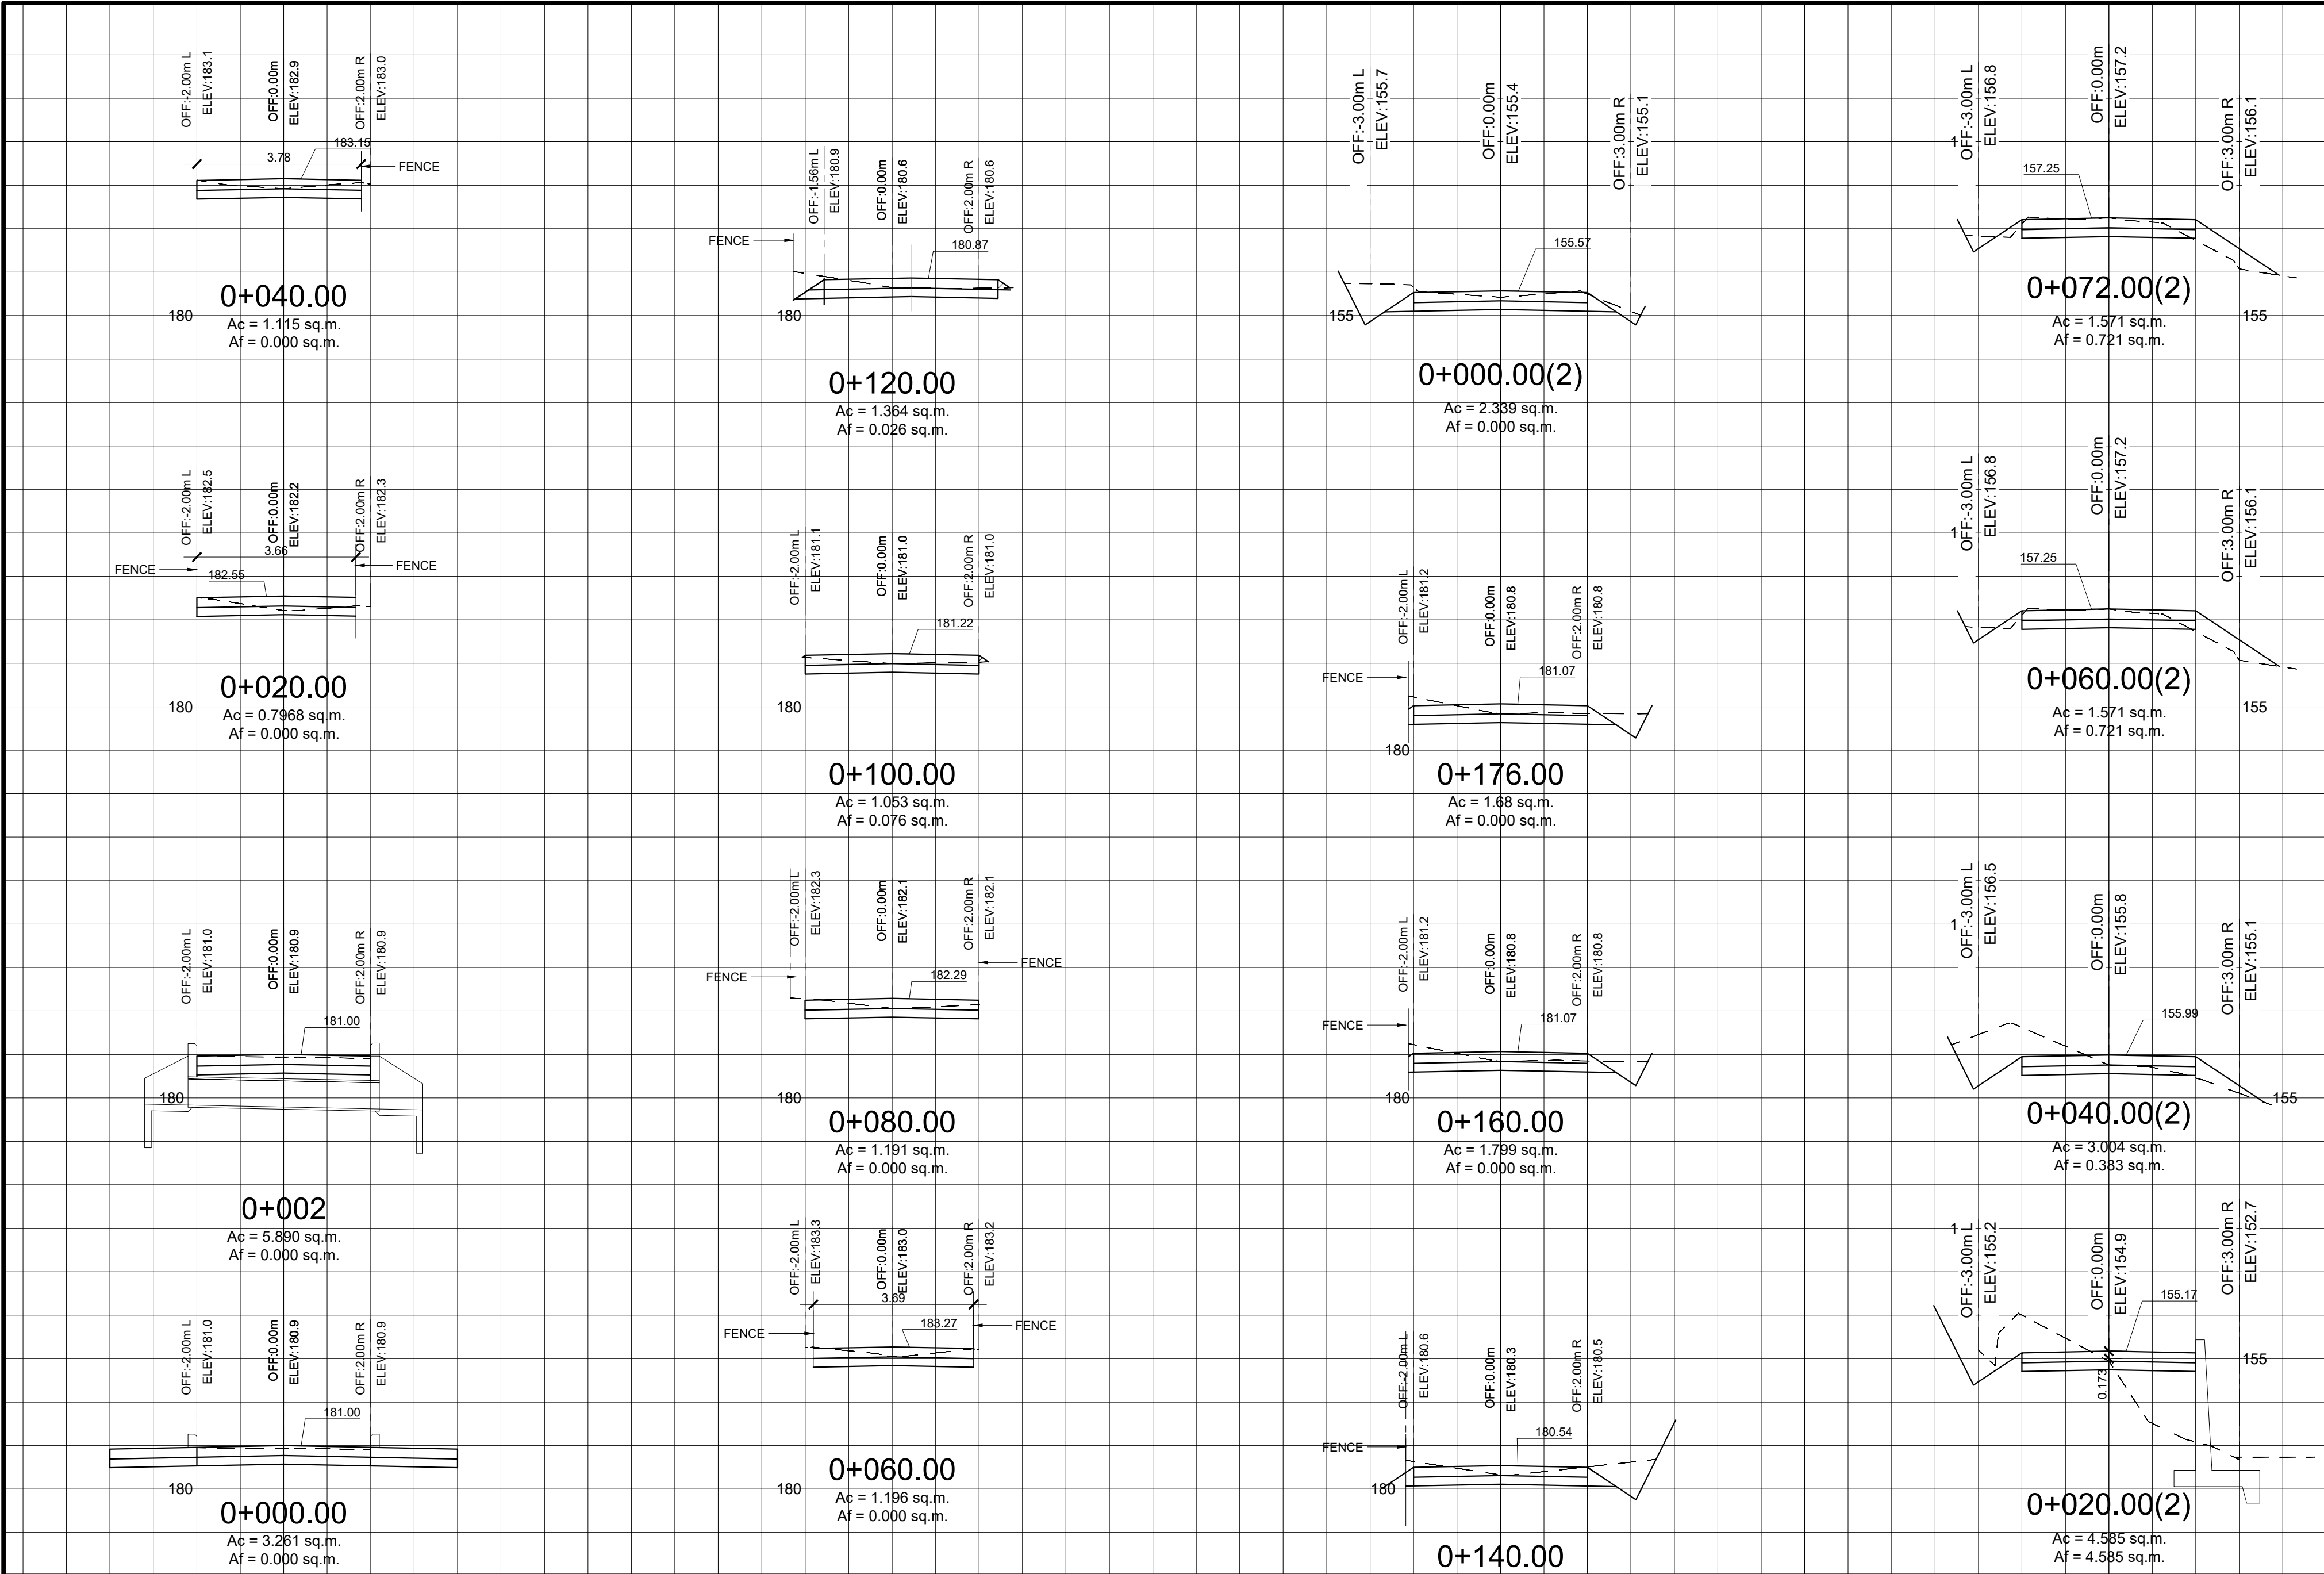 OFF:-2.00m L
ELEV:183.1
OFF:0.00m
ELEV:182.9
OFF:2.00m R
ELEV:183.0
3.78
183.15
FENCE
0+040.00
180
Ac = 1.115 sq.m.
Af = 0.000 sq.m.
OFF:-2.00m L
ELEV:182.5
OFF:0.00m
ELEV:182.2
OFF:2.00m R
ELEV:182.3
3.66
FENCE
FENCE
182.55
0+020.00
180
Ac = 0.7968 sq.m.
Af = 0.000 sq.m.
OFF:-2.00m L
ELEV:181.0
OFF:0.00m
ELEV:180.9
OFF:2.00m R
ELEV:180.9
181.00
180
0+002
Ac = 5.890 sq.m.
Af = 0.000 sq.m.
OFF:-2.00m L
ELEV:181.0
OFF:0.00m
ELEV:180.9
OFF:2.00m R
ELEV:180.9
181.00
180
0+000.00
Ac = 3.261 sq.m.
Af = 0.000 sq.m.
OFF:-1.56m L
ELEV:180.9
OFF:0.00m
ELEV:180.6
OFF:2.00m R
ELEV:180.6
FENCE
180.87
180
0+120.00
Ac = 1.364 sq.m.
Af = 0.026 sq.m.
OFF:-2.00m L
ELEV:181.1
OFF:0.00m
ELEV:181.0
OFF:2.00m R
ELEV:181.0
181.22
180
0+100.00
Ac = 1.053 sq.m.
Af = 0.076 sq.m.
OFF:-2.00m L
ELEV:182.3
OFF:0.00m
ELEV:182.1
OFF:2.00m R
ELEV:182.1
FENCE
FENCE
182.29
180
0+080.00
Ac = 1.191 sq.m.
Af = 0.000 sq.m.
OFF:-2.00m L
ELEV:183.3
OFF:0.00m
ELEV:183.0
OFF:2.00m R
ELEV:183.2
3.69
FENCE
183.27
FENCE
180
0+060.00
Ac = 1.196 sq.m.
Af = 0.000 sq.m.
OFF:-3.00m L
ELEV:155.7
OFF:0.00m
ELEV:155.4
OFF:3.00m R
ELEV:155.1
155.57
155
0+000.00(2)
Ac = 2.339 sq.m.
Af = 0.000 sq.m.
OFF:-2.00m L
ELEV:181.2
OFF:0.00m
ELEV:180.8
OFF:2.00m R
ELEV:180.8
FENCE
181.07
180
0+176.00
Ac = 1.68 sq.m.
Af = 0.000 sq.m.
OFF:-2.00m L
ELEV:181.2
OFF:0.00m
ELEV:180.8
OFF:2.00m R
ELEV:180.8
FENCE
181.07
180
0+160.00
Ac = 1.799 sq.m.
Af = 0.000 sq.m.
OFF:-2.00m L
ELEV:180.6
OFF:0.00m
ELEV:180.3
OFF:2.00m R
ELEV:180.5
FENCE
180.54
180
0+140.00
OFF:-3.00m L
ELEV:156.8
OFF:0.00m
ELEV:157.2
OFF:3.00m R
ELEV:156.1
1
157.25
0+072.00(2)
155
Ac = 1.571 sq.m.
Af = 0.721 sq.m.
OFF:-3.00m L
ELEV:156.8
OFF:0.00m
ELEV:157.2
OFF:3.00m R
ELEV:156.1
1
157.25
0+060.00(2)
155
Ac = 1.571 sq.m.
Af = 0.721 sq.m.
OFF:-3.00m L
ELEV:156.5
OFF:0.00m
ELEV:155.8
OFF:3.00m R
ELEV:155.1
1
155.99
155
0+040.00(2)
Ac = 3.004 sq.m.
Af = 0.383 sq.m.
OFF:-3.00m L
ELEV:155.2
OFF:0.00m
ELEV:154.9
OFF:3.00m R
ELEV:152.7
1
155.17
155
0.173
0+020.00(2)
Ac = 4.585 sq.m.
Af = 4.585 sq.m.